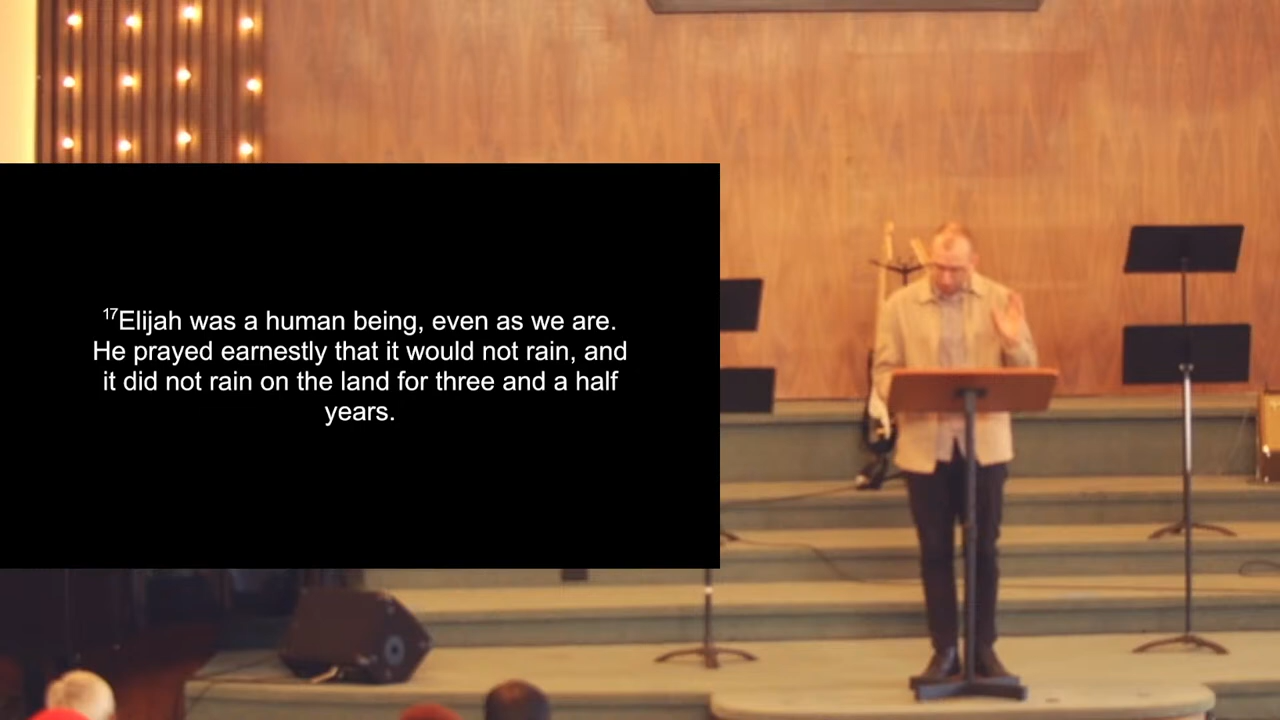 ¹⁷Elijah was a human being, even as we are.
He prayed earnestly that it would not rain, and
it did not rain on the land for three and a half
years.